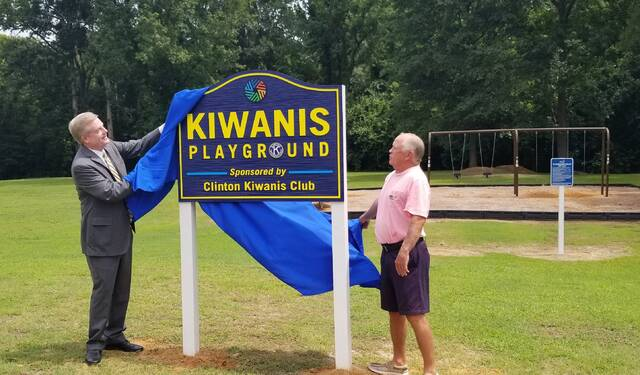 KIWANIS
PLAYGROUND
Sponsored by
Clinton Kiwanis Club